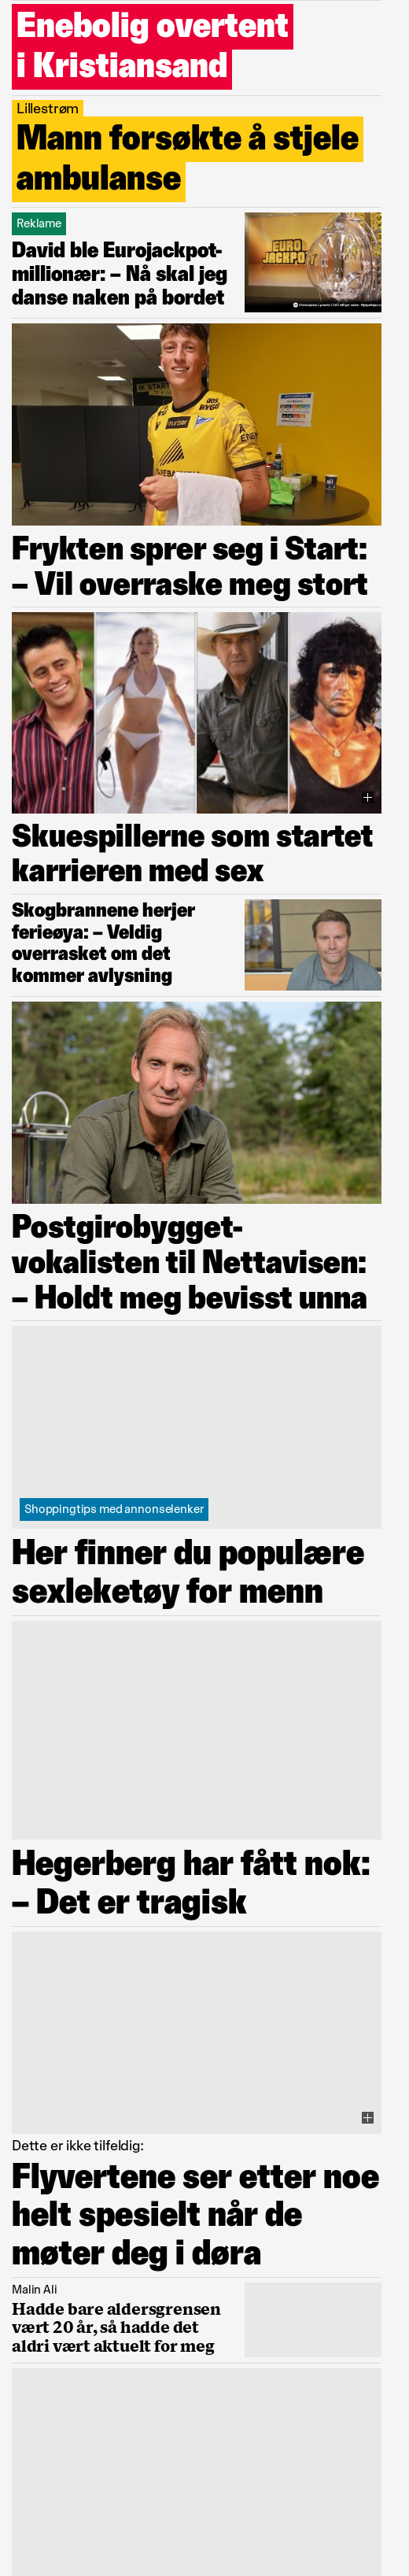 Enebolig overtent
i Kristiansand
Lillestrøm
Mann forsøkte å stjele
ambulanse
Reklame
David ble Eurojackpot-
millionær: – Nå skal jeg
danse naken på bordet
EURO
JACKPOT
IK START
OOS
BYGG
Å
ENERGI
Frykten sprer seg i Start:
– Vil overraske meg stort
Skuespillerne som startet
karrieren med sex
Skogbrannene herjer
ferieøya: – Veldig
overrasket om det
kommer avlysning
Postgirobygget-
vokalisten til Nettavisen:
– Holdt meg bevisst unna
Shoppingtips med annonselenker
Her finner du populære
sexleketøy for menn
Hegerberg har fått nok:
– Det er tragisk
Dette er ikke tilfeldig:
Flyvertene ser etter noe
helt spesielt når de
møter deg i døra
Malin Ali
Hadde bare aldersgrensen
vært 20 år, så hadde det
aldri vært aktuelt for meg